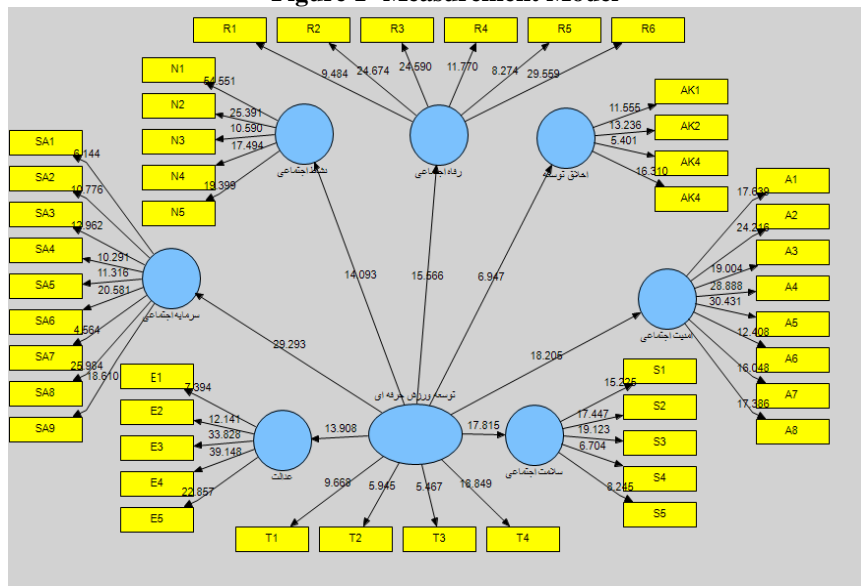 Figure 2- Measurement Model
R1
R2
R3
R4
R5
R6
9.484
24.674
24.590
11.770
8.274
29.559
رفاه اجتماعی
N1
N2
N3
N4
N5
54.551
25.391
10.590
17.494
19.399
نشاط اجتماعی
AK1
AK2
AK4
AK4
11.555
13.236
5.401
16.310
اخلاق توسعه
SA1
SA2
SA3
SA4
SA5
SA6
SA7
SA8
SA9
6.144
10.776
12.962
10.291
11.316
20.581
4.564
25.984
18.610
سرمایه اجتماعی
A1
A2
A3
A4
A5
A6
A7
A8
17.639
24.216
19.004
28.888
30.431
12.408
16.048
17.386
امنیت اجتماعی
14.093
15.566
6.947
29.293
18.205
13.908
17.815
توسعه ورزش حرفه ای
E1
E2
E3
E4
E5
7.394
12.141
33.828
39.148
22.857
عدالت
S1
S2
S3
S4
S5
15.225
17.447
19.123
6.704
8.245
سلامت اجتماعی
9.668
5.945
5.467
18.849
T1
T2
T3
T4